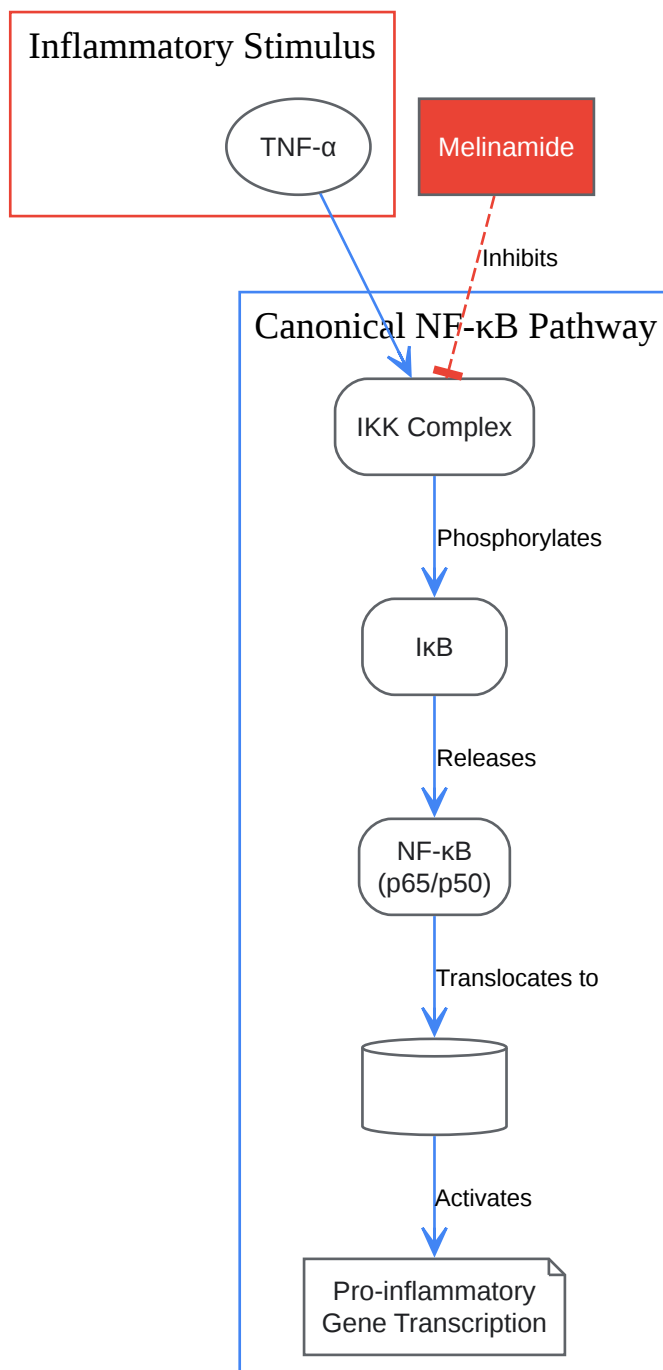 Inflammatory Stimulus
TNF-α
Melinamide
Inhibits
Canonical NF-κB Pathway
IKK Complex
Phosphorylates
IκB
Releases
NF-κB
(p65/p50)
Translocates to
Activates
Pro-inflammatory
Gene Transcription